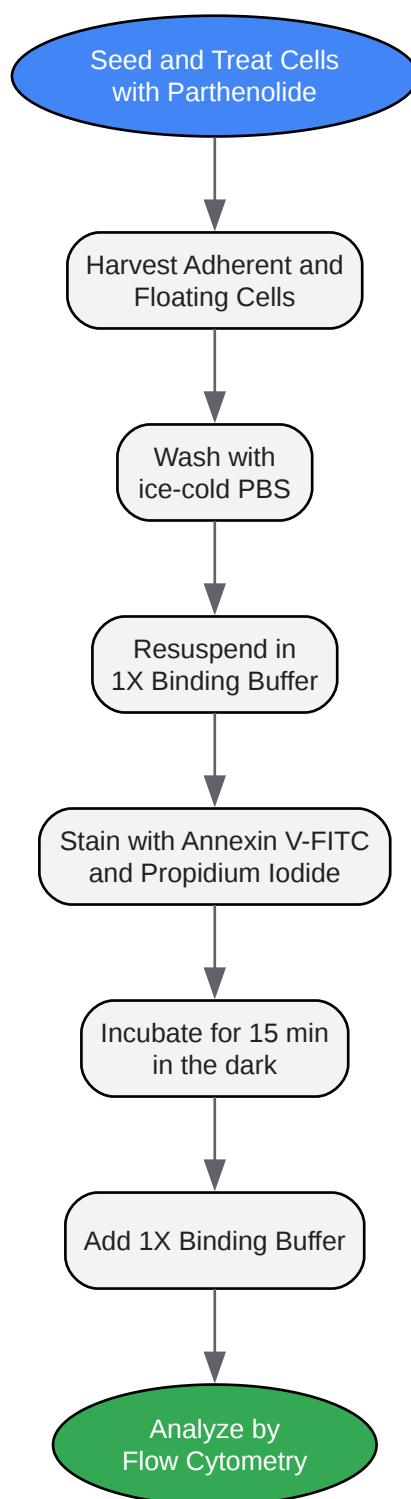 Seed and Treat Cells
with Parthenolide
Harvest Adherent and
Floating Cells
Wash with
ice-cold PBS
Resuspend in
1X Binding Buffer
Stain with Annexin V-FITC
and Propidium Iodide
Incubate for 15 min
in the dark
Add 1X Binding Buffer
Analyze by
Flow Cytometry